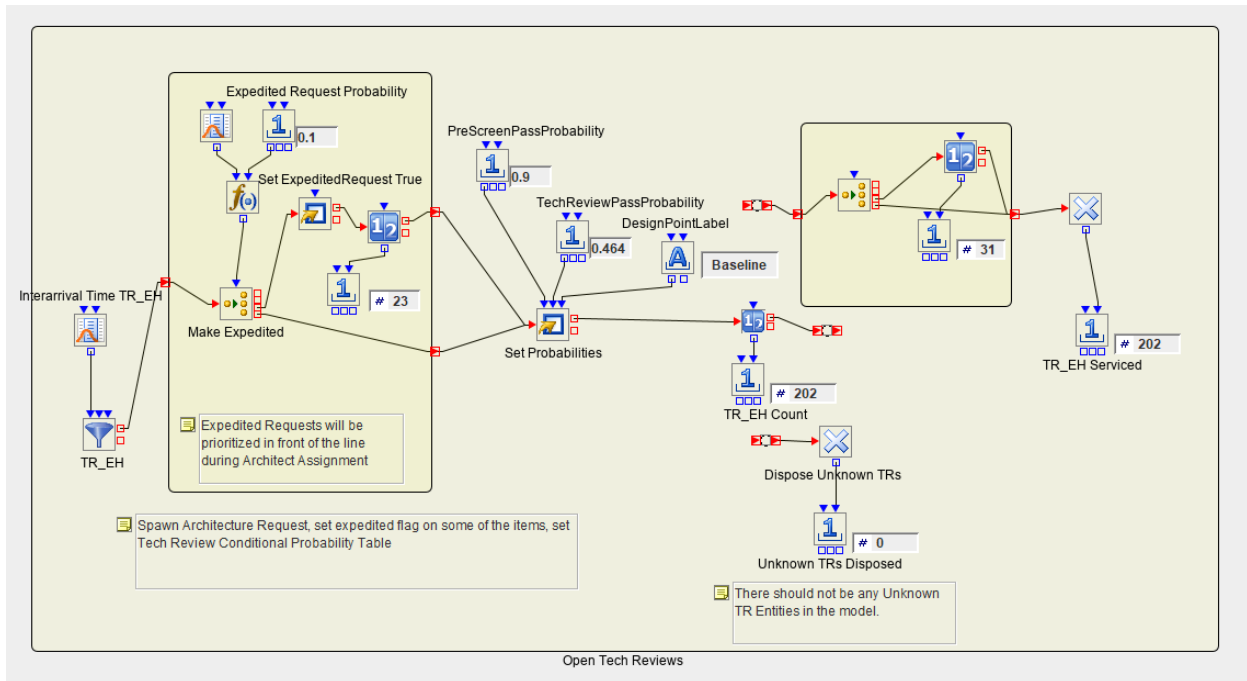 Expedited Request Probability
0.1
Set ExpeditedRequest True
# 23
Interarrival Time TR_EH
Make Expedited
TR_EH
Expedited Requests will be
prioritized in front of the line
during Architect Assignment
Spawn Architecture Request, set expedited flag on some of the items, set
Tech Review Conditional Probability Table
PreScreenPassProbability
0.9
TechReviewPassProbability
0.464
DesignPointLabel
Baseline
Set Probabilities
# 202
TR_EH Count
# 31
# 202
TR_EH Serviced
Dispose Unknown TRs
# 0
Unknown TRs Disposed
There should not be any Unknown
TR Entities in the model.
Open Tech Reviews